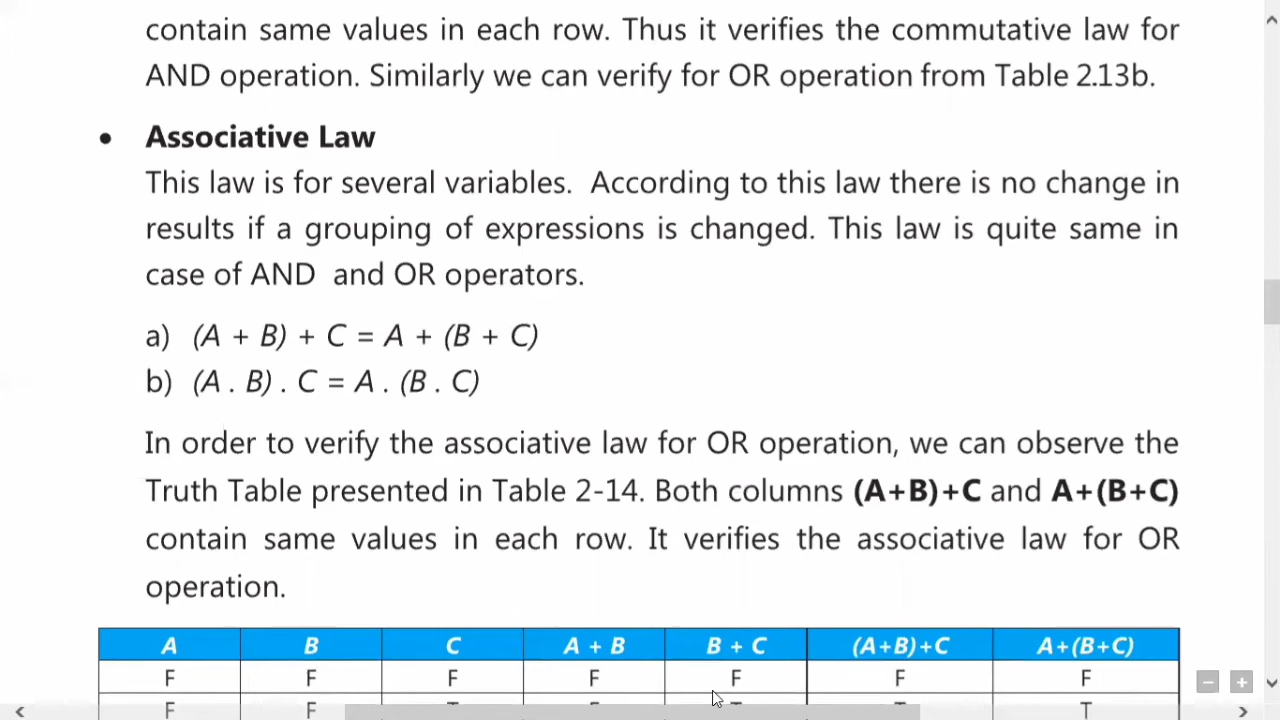 contain same values in each row. Thus it verifies the commutative law for
AND operation. Similarly we can verify for OR operation from Table 2.13b.
• Associative Law
This law is for several variables. According to this law there is no change in
results if a grouping of expressions is changed. This law is quite same in
case of AND and OR operators.
a) (A + B) + C = A + (B + C)
b) (A . B) . C = A . (B . C)
In order to verify the associative law for OR operation, we can observe the
Truth Table presented in Table 2-14. Both columns (A+B)+C and A+(B+C)
contain same values in each row. It verifies the associative law for OR
operation.
A B C A + B B + C (A+B)+C A+(B+C)
F F F F F F F
F F T